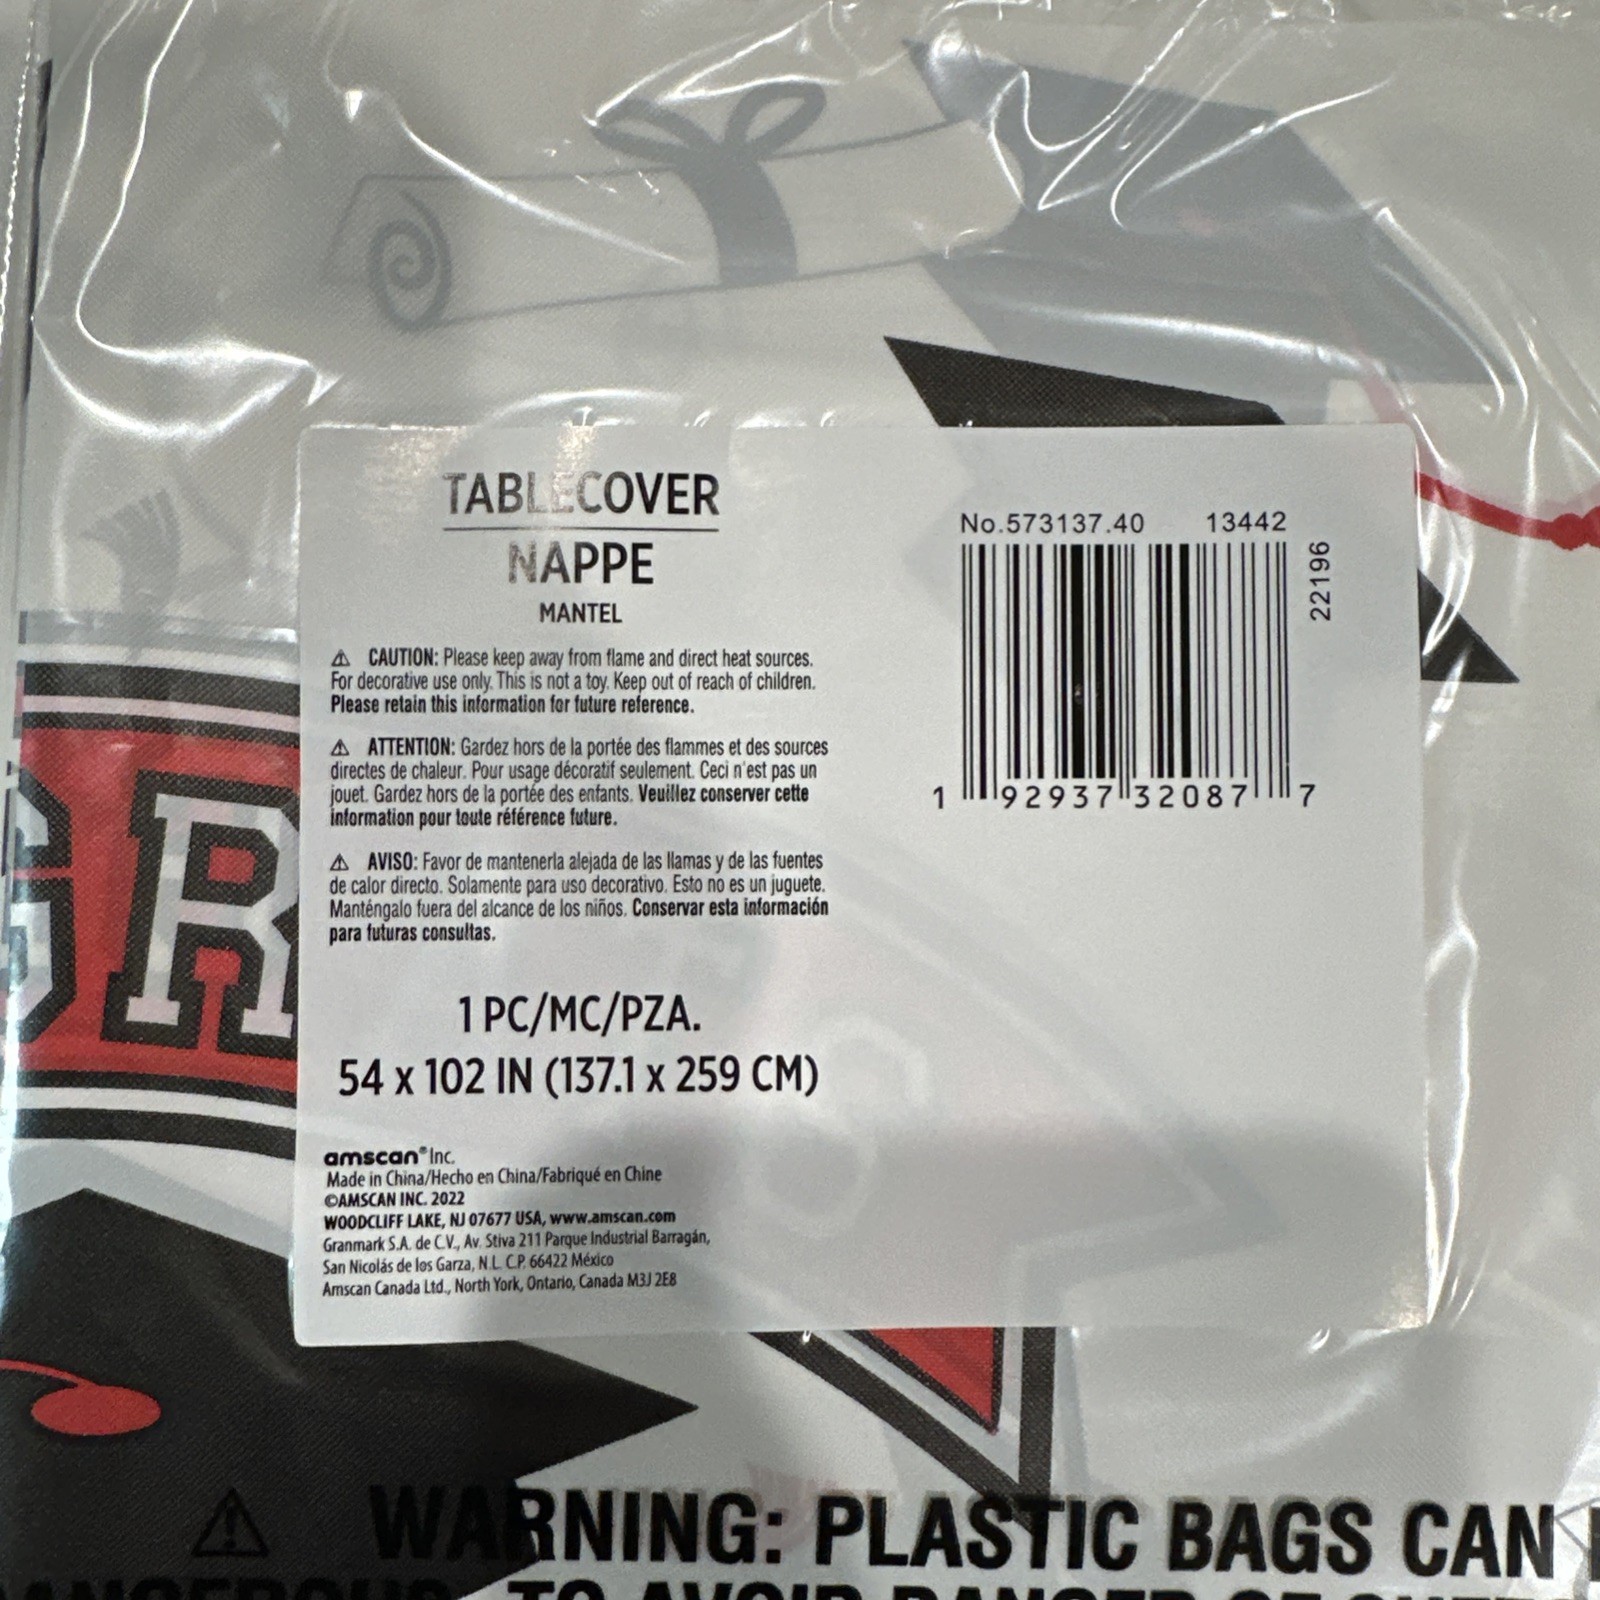 TABLECOVER
NAPPE
MANTEL
⚠ CAUTION: Please keep away from flame and direct heat sources.
For decorative use only. This is not a toy. Keep out of reach of children.
Please retain this information for future reference.
⚠ ATTENTION: Gardez hors de la portée des flammes et des sources
directes de chaleur. Pour usage décoratif seulement. Ceci n'est pas un
jouet. Gardez hors de la portée des enfants. Veuillez conserver cette
information pour toute référence future.
⚠ AVISO: Favor de mantenerla alejada de las llamas y de las fuentes
de calor directo. Solamente para uso decorativo. Esto no es un juguete.
Manténgalo fuera del alcance de los niños. Conservar esta información
para futuras consultas.
1 PC/MC/PZA.
54 x 102 IN (137.1 x 259 CM)
amscan® Inc.
Made in China/Hecho en China/Fabriqué en Chine
©AMSCAN INC. 2022
WOODCLIFF LAKE, NJ 07677 USA, www.amscan.com
Granmark S.A. de C.V., Av. Stiva 211 Parque Industrial Barragán,
San Nicolás de los Garza, N.L. C.P. 66422 México
Amscan Canada Ltd., North York, Ontario, Canada M3J 2E8
No.573137.40 13442
22196
1 92937 32087 7
GR
⚠ WARNING: PLASTIC BAGS CAN
DANGEROUS. TO AVOID DANGER OF